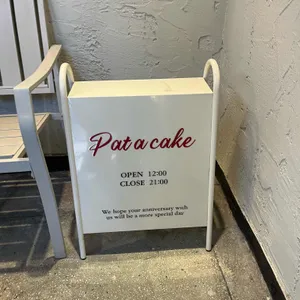 Pat a cake
OPEN 12:00
CLOSE 21:00
We hope your anniversary with
us will be a more special day